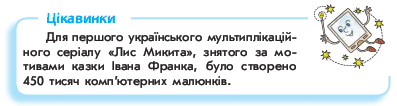 Цікавинки
Для першого українського мультиплікацій-
ного серіалу «Лис Микита», знятого за мо-
тивами казки Івана Франка, було створено
450 тисяч комп'ютерних малюнків.